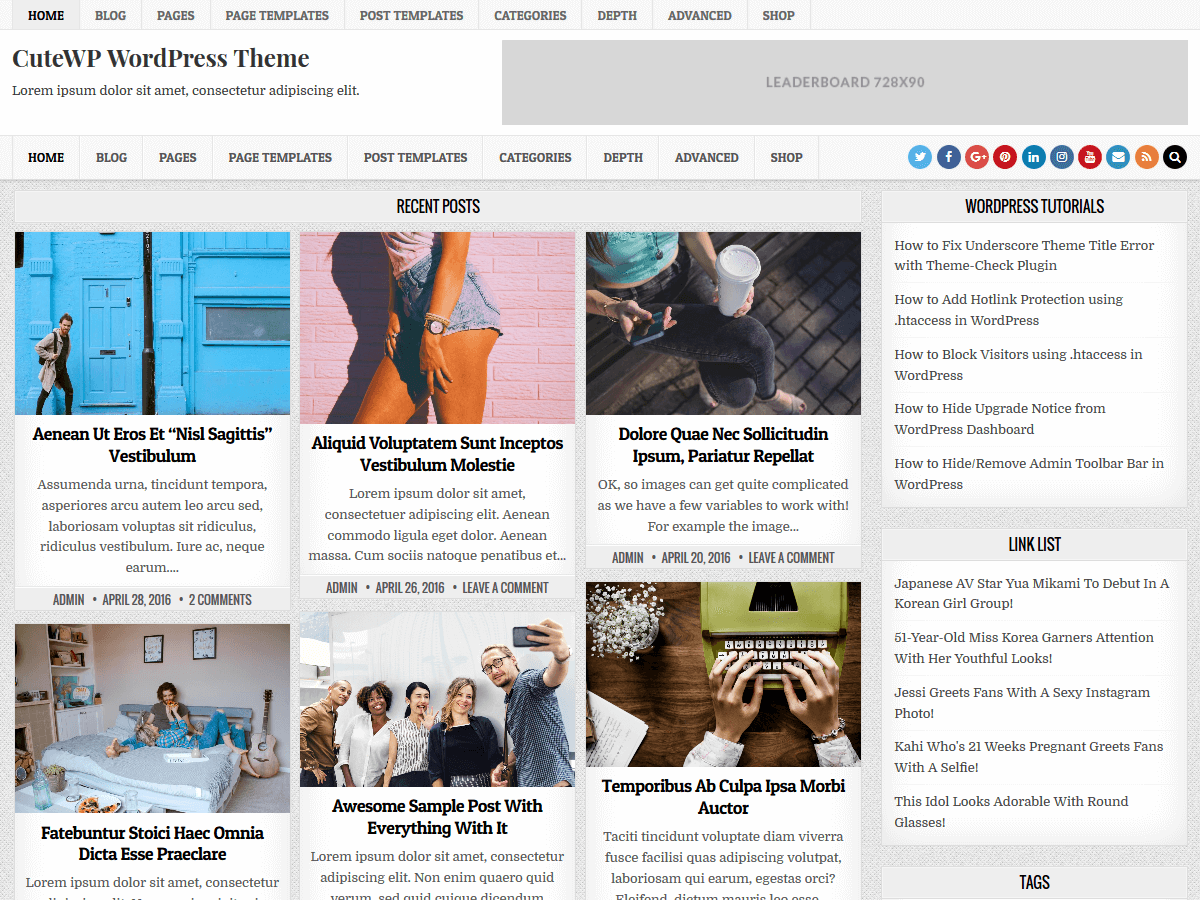 HOME BLOG PAGES PAGE TEMPLATES POST TEMPLATES CATEGORIES DEPTH ADVANCED SHOP
CuteWP WordPress Theme
Lorem ipsum dolor sit amet, consectetur adipiscing elit.
LEADERBOARD 728X90
HOME BLOG PAGES PAGE TEMPLATES POST TEMPLATES CATEGORIES DEPTH ADVANCED SHOP
RECENT POSTS
Aenean Ut Eros Et “Nisl Sagittis”
Vestibulum
Assumenda urna, tincidunt tempora,
asperiores arcu autem leo arcu sed,
laboriosam voluptas sit ridiculus,
ridiculus vestibulum. Iure ac, neque
earum....
ADMIN • APRIL 28, 2016 • 2 COMMENTS
Aliquid Voluptatem Sunt Inceptos
Vestibulum Molestie
Lorem ipsum dolor sit amet,
consectetuer adipiscing elit. Aenean
commodo ligula eget dolor. Aenean
massa. Cum sociis natoque penatibus et...
ADMIN • APRIL 26, 2016 • LEAVE A COMMENT
Dolore Quae Nec Sollicitudin
Ipsum, Pariatur Repellat
OK, so images can get quite complicated
as we have a few variables to work with!
For example the image...
ADMIN • APRIL 20, 2016 • LEAVE A COMMENT
Fatebuntur Stoici Haec Omnia
Dicta Esse Praeclare
Lorem ipsum dolor sit amet, consectetur
Awesome Sample Post With
Everything With It
Lorem ipsum dolor sit amet, consectetur
adipiscing elit. Non enim quaero quid
verum, sed quid cuique dicendum
Temporibus Ab Culpa Ipsa Morbi
Auctor
Taciti tincidunt voluptate diam viverra
fusce facilisi quas adipiscing volutpat,
laboriosam qui earum, egestas orci?
Eleifend, dictum mauris leo esse
WORDPRESS TUTORIALS
How to Fix Underscore Theme Title Error
with Theme-Check Plugin
How to Add Hotlink Protection using
.htaccess in WordPress
How to Block Visitors using .htaccess in
WordPress
How to Hide Upgrade Notice from
WordPress Dashboard
How to Hide/Remove Admin Toolbar Bar in
WordPress
LINK LIST
Japanese AV Star Yua Mikami To Debut In A
Korean Girl Group!
51-Year-Old Miss Korea Garners Attention
With Her Youthful Looks!
Jessi Greets Fans With A Sexy Instagram
Photo!
Kahi Who's 21 Weeks Pregnant Greets Fans
With A Selfie!
This Idol Looks Adorable With Round
Glasses!
TAGS